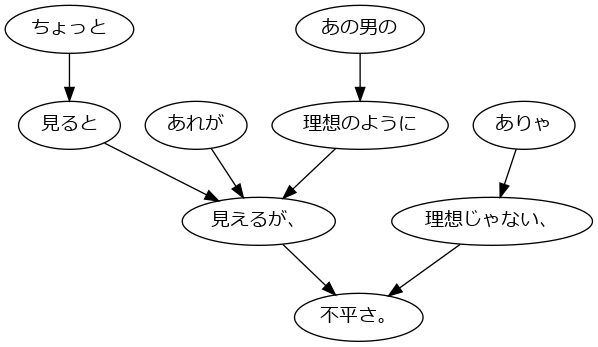 ちょっと
あの男の
見ると
あれが
理想のように
ありゃ
見えるが、
理想じゃない、
不平さ。